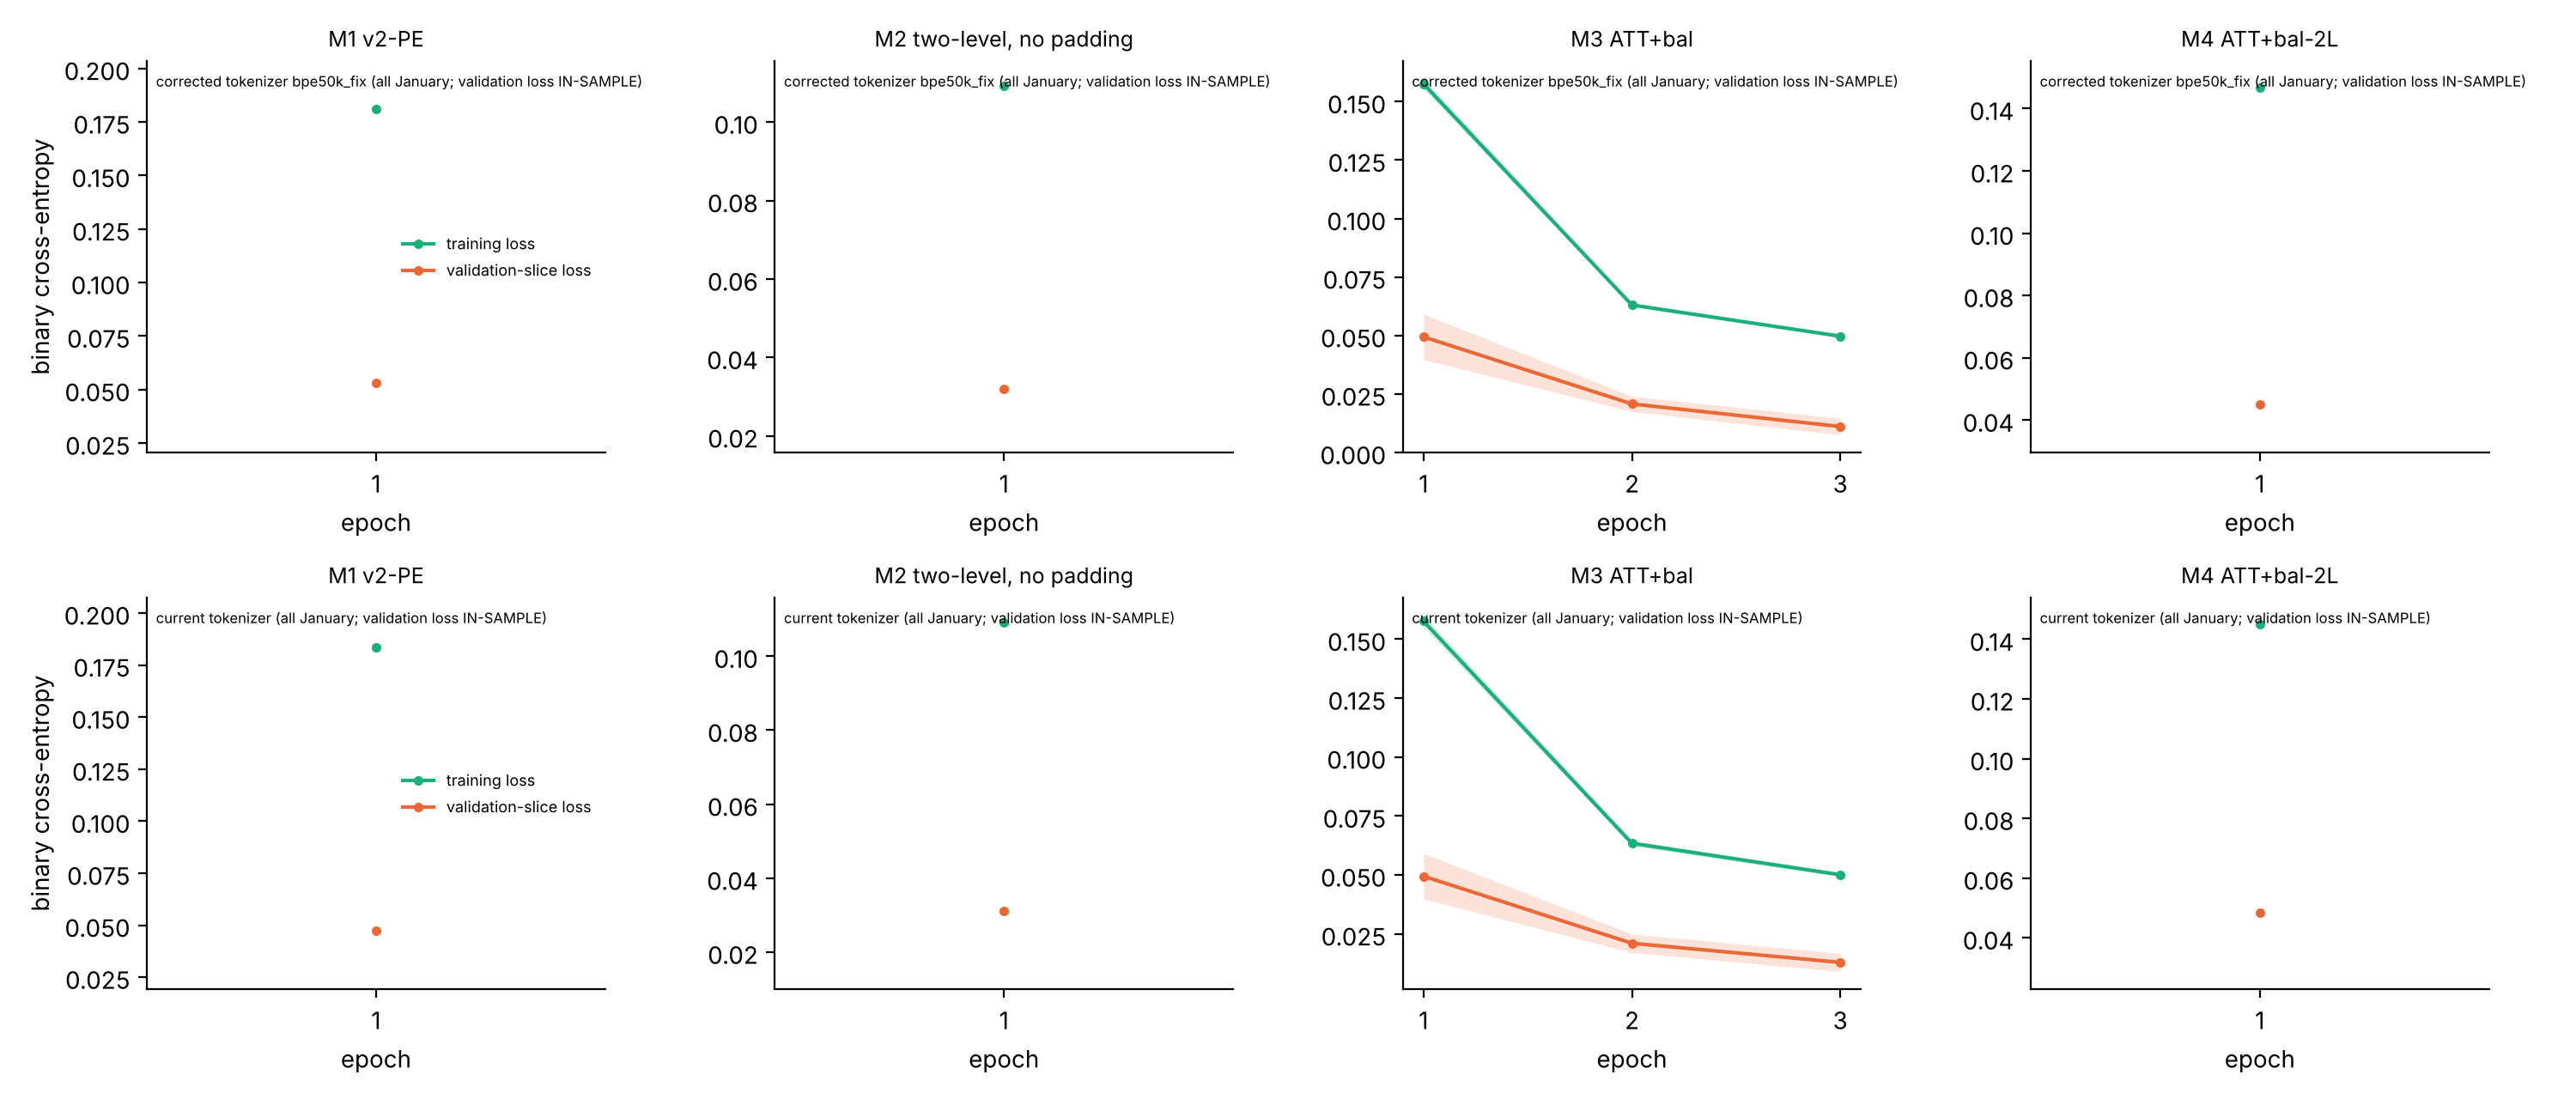 M1 v2-PE
M2 two-level, no padding
M3 ATT+bal
M4 ATT+bal-2L
binary cross-entropy
0.200
0.175
0.150
0.125
0.100
0.075
0.050
0.025
corrected tokenizer bpe50k_fix (all January; validation loss IN-SAMPLE)
training loss
validation-slice loss
1
epoch
0.10
0.08
0.06
0.04
0.02
corrected tokenizer bpe50k_fix (all January; validation loss IN-SAMPLE)
1
epoch
0.150
0.125
0.100
0.075
0.050
0.025
0.000
corrected tokenizer bpe50k_fix (all January; validation loss IN-SAMPLE)
1 2 3
epoch
0.14
0.12
0.10
0.08
0.06
0.04
corrected tokenizer bpe50k_fix (all January; validation loss IN-SAMPLE)
1
epoch
M1 v2-PE
M2 two-level, no padding
M3 ATT+bal
M4 ATT+bal-2L
binary cross-entropy
0.200
0.175
0.150
0.125
0.100
0.075
0.050
0.025
current tokenizer (all January; validation loss IN-SAMPLE)
training loss
validation-slice loss
1
epoch
0.10
0.08
0.06
0.04
0.02
current tokenizer (all January; validation loss IN-SAMPLE)
1
epoch
0.150
0.125
0.100
0.075
0.050
0.025
current tokenizer (all January; validation loss IN-SAMPLE)
1 2 3
epoch
0.14
0.12
0.10
0.08
0.06
0.04
current tokenizer (all January; validation loss IN-SAMPLE)
1
epoch